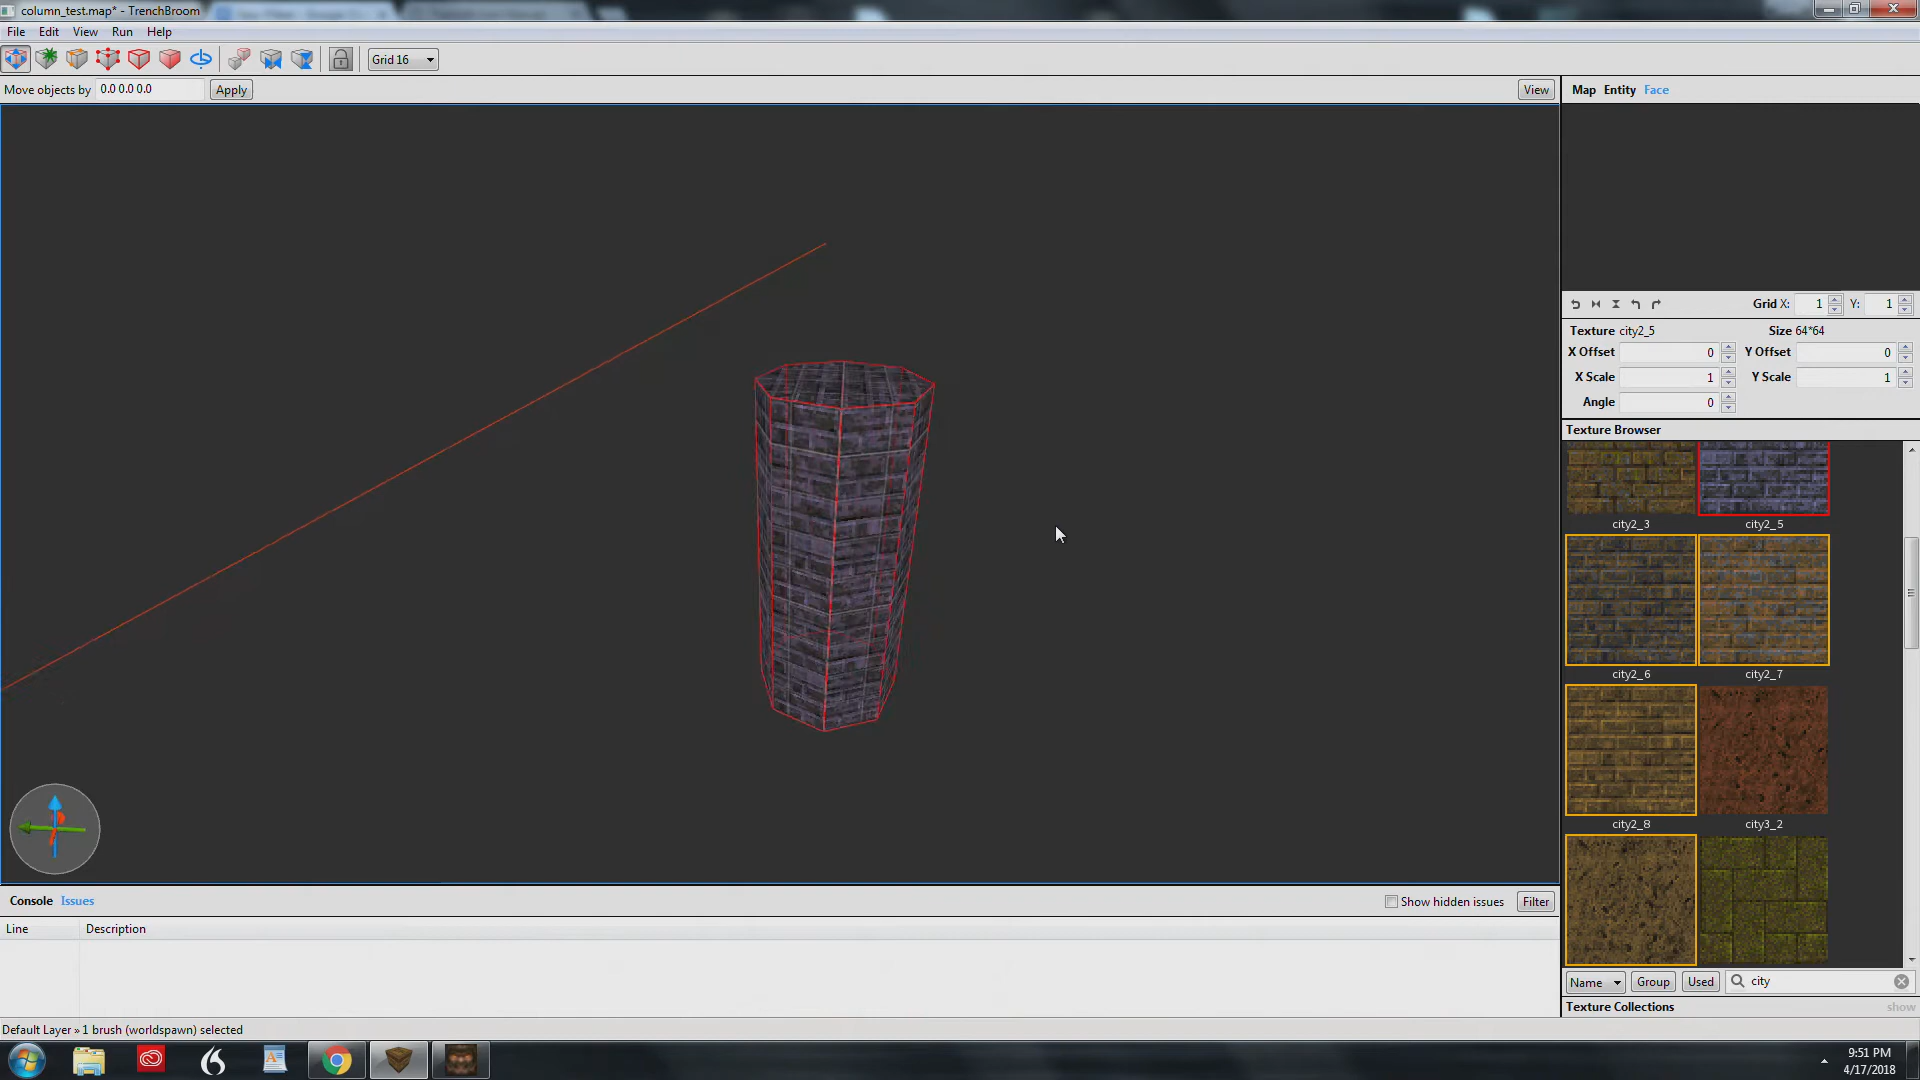 column_test.map* - TrenchBroom
File Edit View Run Help
Grid 16
Move objects by 0.0 0.0 0.0 Apply View
Map Entity Face
Grid X: 1 Y: 1
Texture city2_5 Size 64*64
X Offset 0 Y Offset 0
X Scale 1 Y Scale 1
Angle 0
Texture Browser
city2_3 city2_5
city2_6 city2_7
city2_8 city3_2
Console Issues Show hidden issues Filter
Line Description
Name Group Used city
Texture Collections show
Default Layer » 1 brush (worldspawn) selected
9:51 PM
4/17/2018